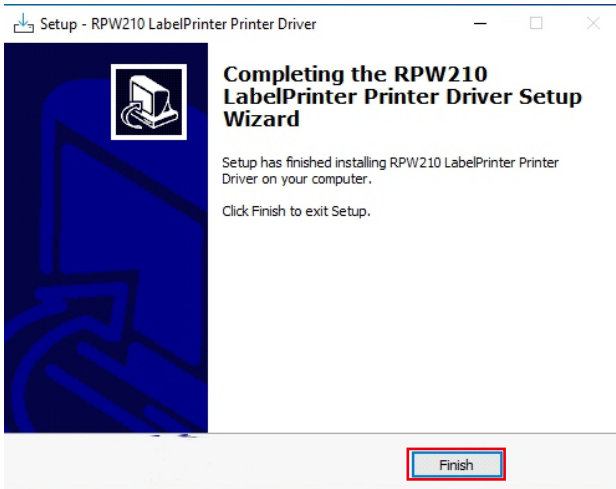 Setup - RPW210 LabelPrinter Printer Driver
Completing the RPW210
LabelPrinter Printer Driver Setup
Wizard
Setup has finished installing RPW210 LabelPrinter Printer
Driver on your computer.
Click Finish to exit Setup.
Finish